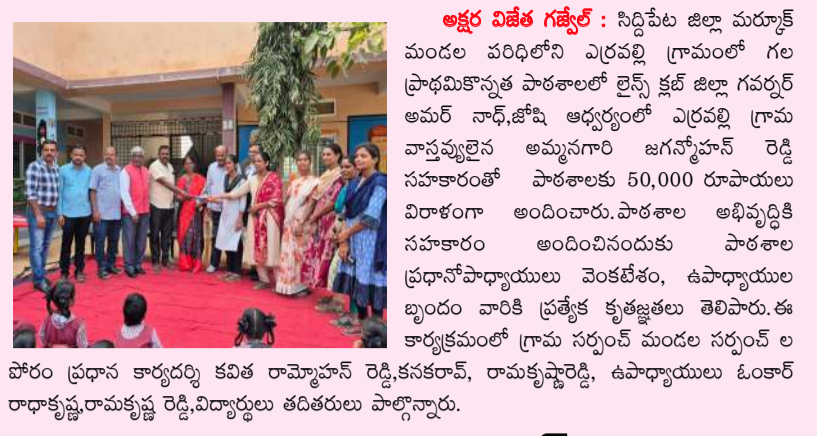 అక్షర విజేత గజ్వేల్ : సిద్దిపేట జిల్లా మర్కూక్
మండల పరిధిలోని ఎర్రవల్లి గ్రామంలో గల
ప్రాథమికొన్నత పాఠశాలలో లైన్స్ క్లబ్ జిల్లా గవర్నర్
అమర్ నాధ్,జోషి ఆధ్వర్యంలో ఎర్రవల్లి గ్రామ
వాస్తవ్యులైన అమ్మనగారి జగన్మోహన్ రెడ్డి
సహకారంతో పాఠశాలకు 50,000 రూపాయలు
విరాళంగా అందించారు.పాఠశాల అభివృద్ధికి
సహకారం అందించినందుకు పాఠశాల
ప్రధానోపాధ్యాయులు వెంకటేశం, ఉపాధ్యాయుల
బృందం వారికి ప్రత్యేక కృతజ్ఞతలు తెలిపారు.ఈ
కార్యక్రమంలో గ్రామ సర్పంచ్ మండల సర్పంచ్ ల
పోరం ప్రధాన కార్యదర్శి కవిత రామ్మోహన్ రెడ్డి,కనకరావ్, రామకృష్ణారెడ్డి, ఉపాధ్యాయులు ఓంకార్
రాధాకృష్ణ,రామకృష్ణ రెడ్డి,విద్యార్థులు తదితరులు పాల్గొన్నారు.